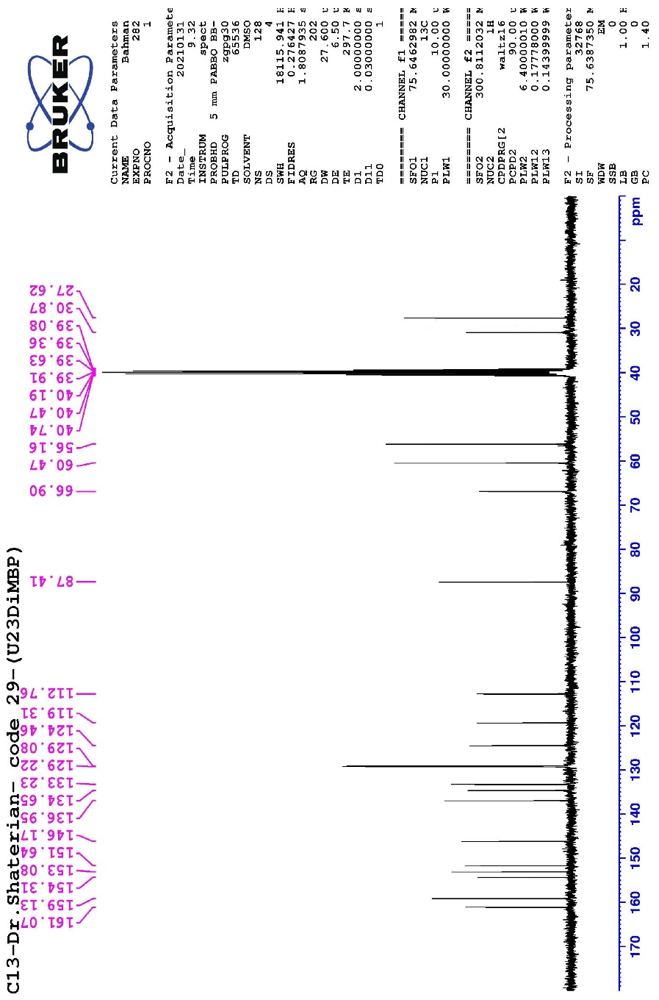 C13-Dr.Shaterian- code 29-(U23DiMBP)
161.07
159.13
154.31
153.08
151.64
146.17
136.95
134.65
133.23
129.22
129.08
124.46
119.31
112.76
87.41
66.90
60.47
56.16
40.74
40.47
40.19
39.91
39.63
39.36
39.08
30.87
27.62
BRUKER
Current Data Parameters
NAME Bahman
EXPNO 282
PROCNO 1
F2 - Acquisition Paramete
Date_ 20210131
Time 9.32
INSTRUM spect
PROBHD 5 mm PABBO BB-
PULPROG zgpg30
TD 65536
SOLVENT DMSO
NS 128
DS 4
SWH 18115.941 H
FIDRES 0.276427 H
AQ 1.8087935 s
RG 202
DW 27.600 u
DE 6.50 u
TE 297.7 K
D1 2.00000000 s
D11 0.03000000 s
TD0 1
======== CHANNEL f1 =====
SFO1 75.6462982 M
NUC1 13C
P1 10.00 u
PLW1 30.00000000 W
======== CHANNEL f2 =====
SFO2 300.8112032 M
NUC2 1H
CPDPRG[2 waltz16
PCPD2 90.00 u
PLW2 6.40000010 W
PLW12 0.17778000 W
PLW13 0.14399999 W
F2 - Processing parameter
SI 32768
SF 75.6387350 M
WDW EM
SSB 0
LB 1.00 H
GB 0
PC 1.40
170 160 150 140 130 120 110 100 90 80 70 60 50 40 30 20 ppm